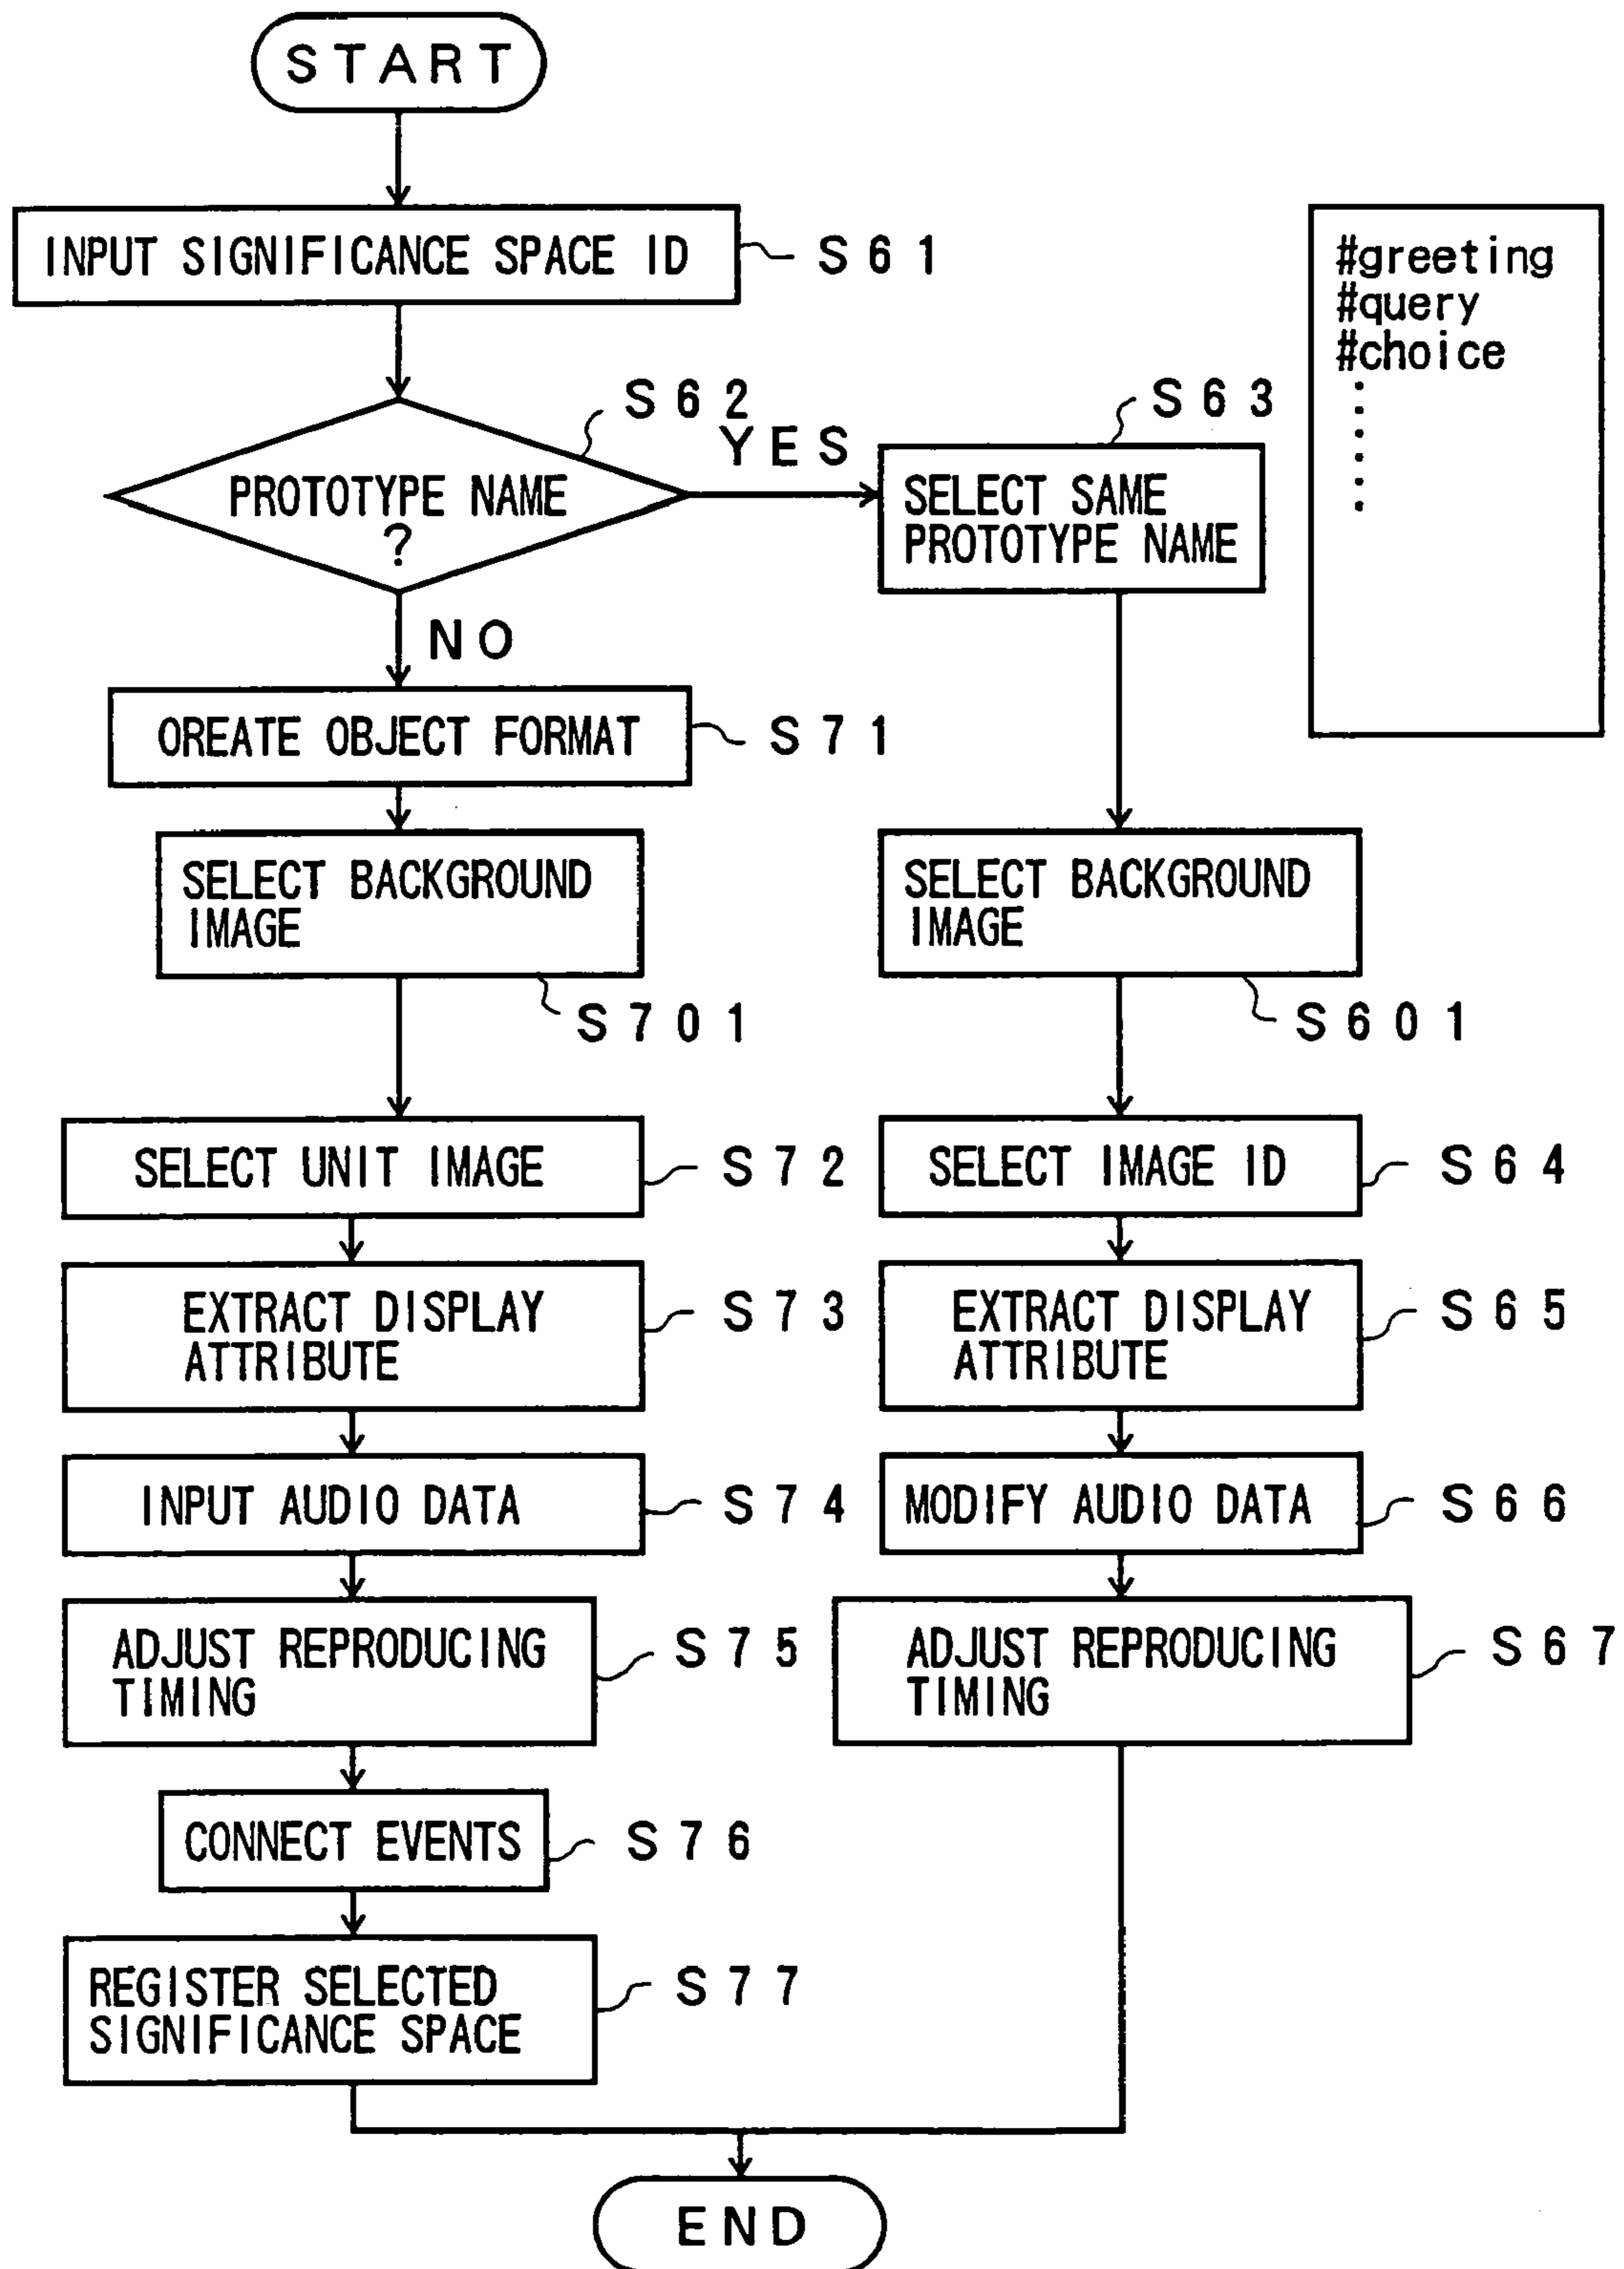 START
INPUT SIGNIFICANCE SPACE ID
S61
#greeting
#query
#choice
S62
PROTOTYPE NAME
?
YES
S63
SELECT SAME
PROTOTYPE NAME
NO
OREATE OBJECT FORMAT
S71
SELECT BACKGROUND
IMAGE
S701
SELECT BACKGROUND
IMAGE
S601
SELECT UNIT IMAGE
S72
SELECT IMAGE ID
S64
EXTRACT DISPLAY
ATTRIBUTE
S73
EXTRACT DISPLAY
ATTRIBUTE
S65
INPUT AUDIO DATA
S74
MODIFY AUDIO DATA
S66
ADJUST REPRODUCING
TIMING
S75
ADJUST REPRODUCING
TIMING
S67
CONNECT EVENTS
S76
REGISTER SELECTED
SIGNIFICANCE SPACE
S77
END